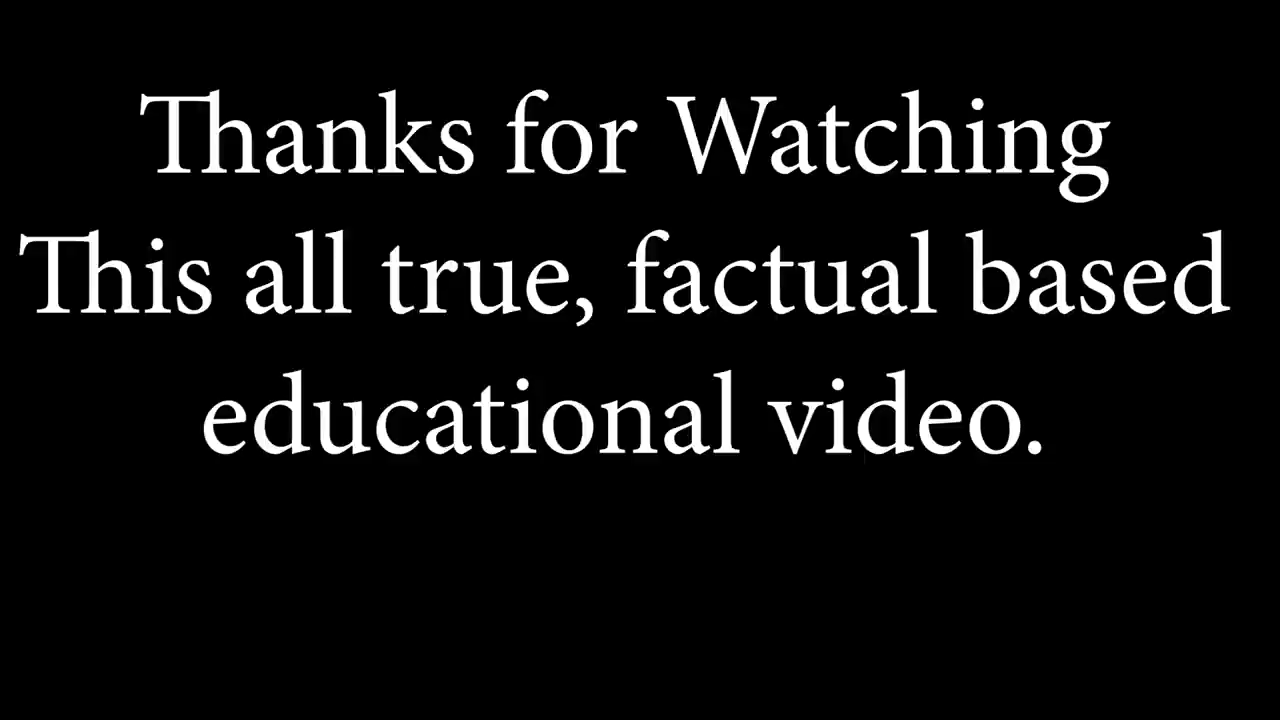 Thanks for Watching
This all true, factual based
educational video.